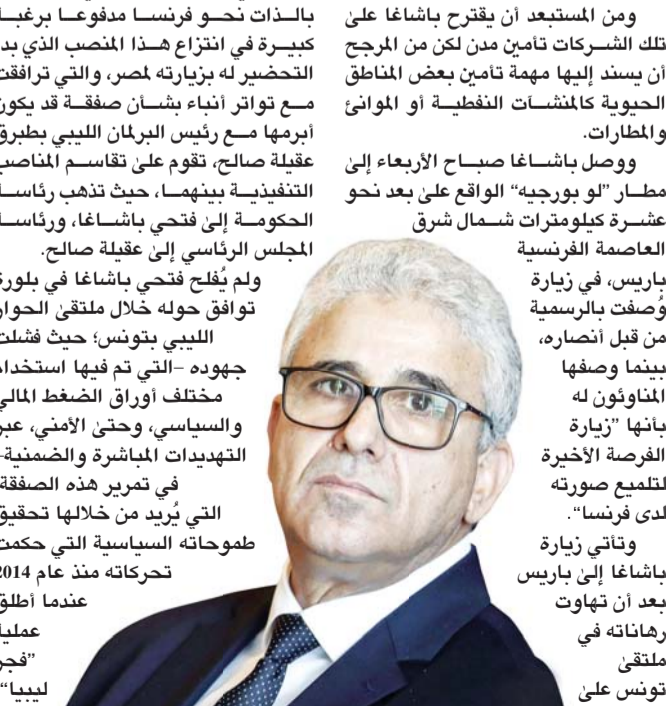 ومن المستبعد أن يقترح باشاغا على
تلك الشركات تأمين مدن لكن من المرجح
أن يسند إليها مهمة تأمين بعض المناطق
الحيوية كالمنشآت النفطية أو الموانئ
والمطارات.
ووصل باشاغا صباح الأربعاء إلى
مطار ”لو بورجيه“ الواقع على بعد نحو
عشرة كيلومترات شمال شرق
العاصمة الفرنسية
باريس، في زيارة
وُصفت بالرسمية
من قبل أنصاره،
بينما وصفها
المناوئون له
بأنها ”زيارة
الفرصة الأخيرة
لتلميع صورته
لدى فرنسا“.
وتأتي زيارة
باشاغا إلى باريس
بعد أن تهاوت
رهاناته في
ملتقى
تونس على
بالذات نحو فرنسا مدفوعا
كبيرة في انتزاع هذا المنصب الذي
التحضير له بزيارته لمصر، والتي ترافقت
مع تواتر أنباء بشأن صفقة قد يكون
أبرمها مع رئيس البرلمان الليبي بطبرق
عقيلة صالح، تقوم على تقاسم المناصب
التنفيذية بينهما، حيث تذهب
الحكومة إلى فتحي باشاغا،
المجلس الرئاسي إلى عقيلة صالح.
ولم يُفلح فتحي باشاغا في بلورة
توافق حوله خلال ملتقى الحوار
الليبي بتونس؛ حيث فشلت
جهوده –التي تم فيها
مختلف أوراق الضغط المالي
والسياسي، وحتى الأمني، عبر
التهديدات المباشرة والضمنية–
في تمرير هذه الصفقة
التي يُريد من خلالها تحقيق
طموحاته السياسية التي حكمت
تحركاته منذ عام 2014
عندما أطلق
”فجر
ليبيا“